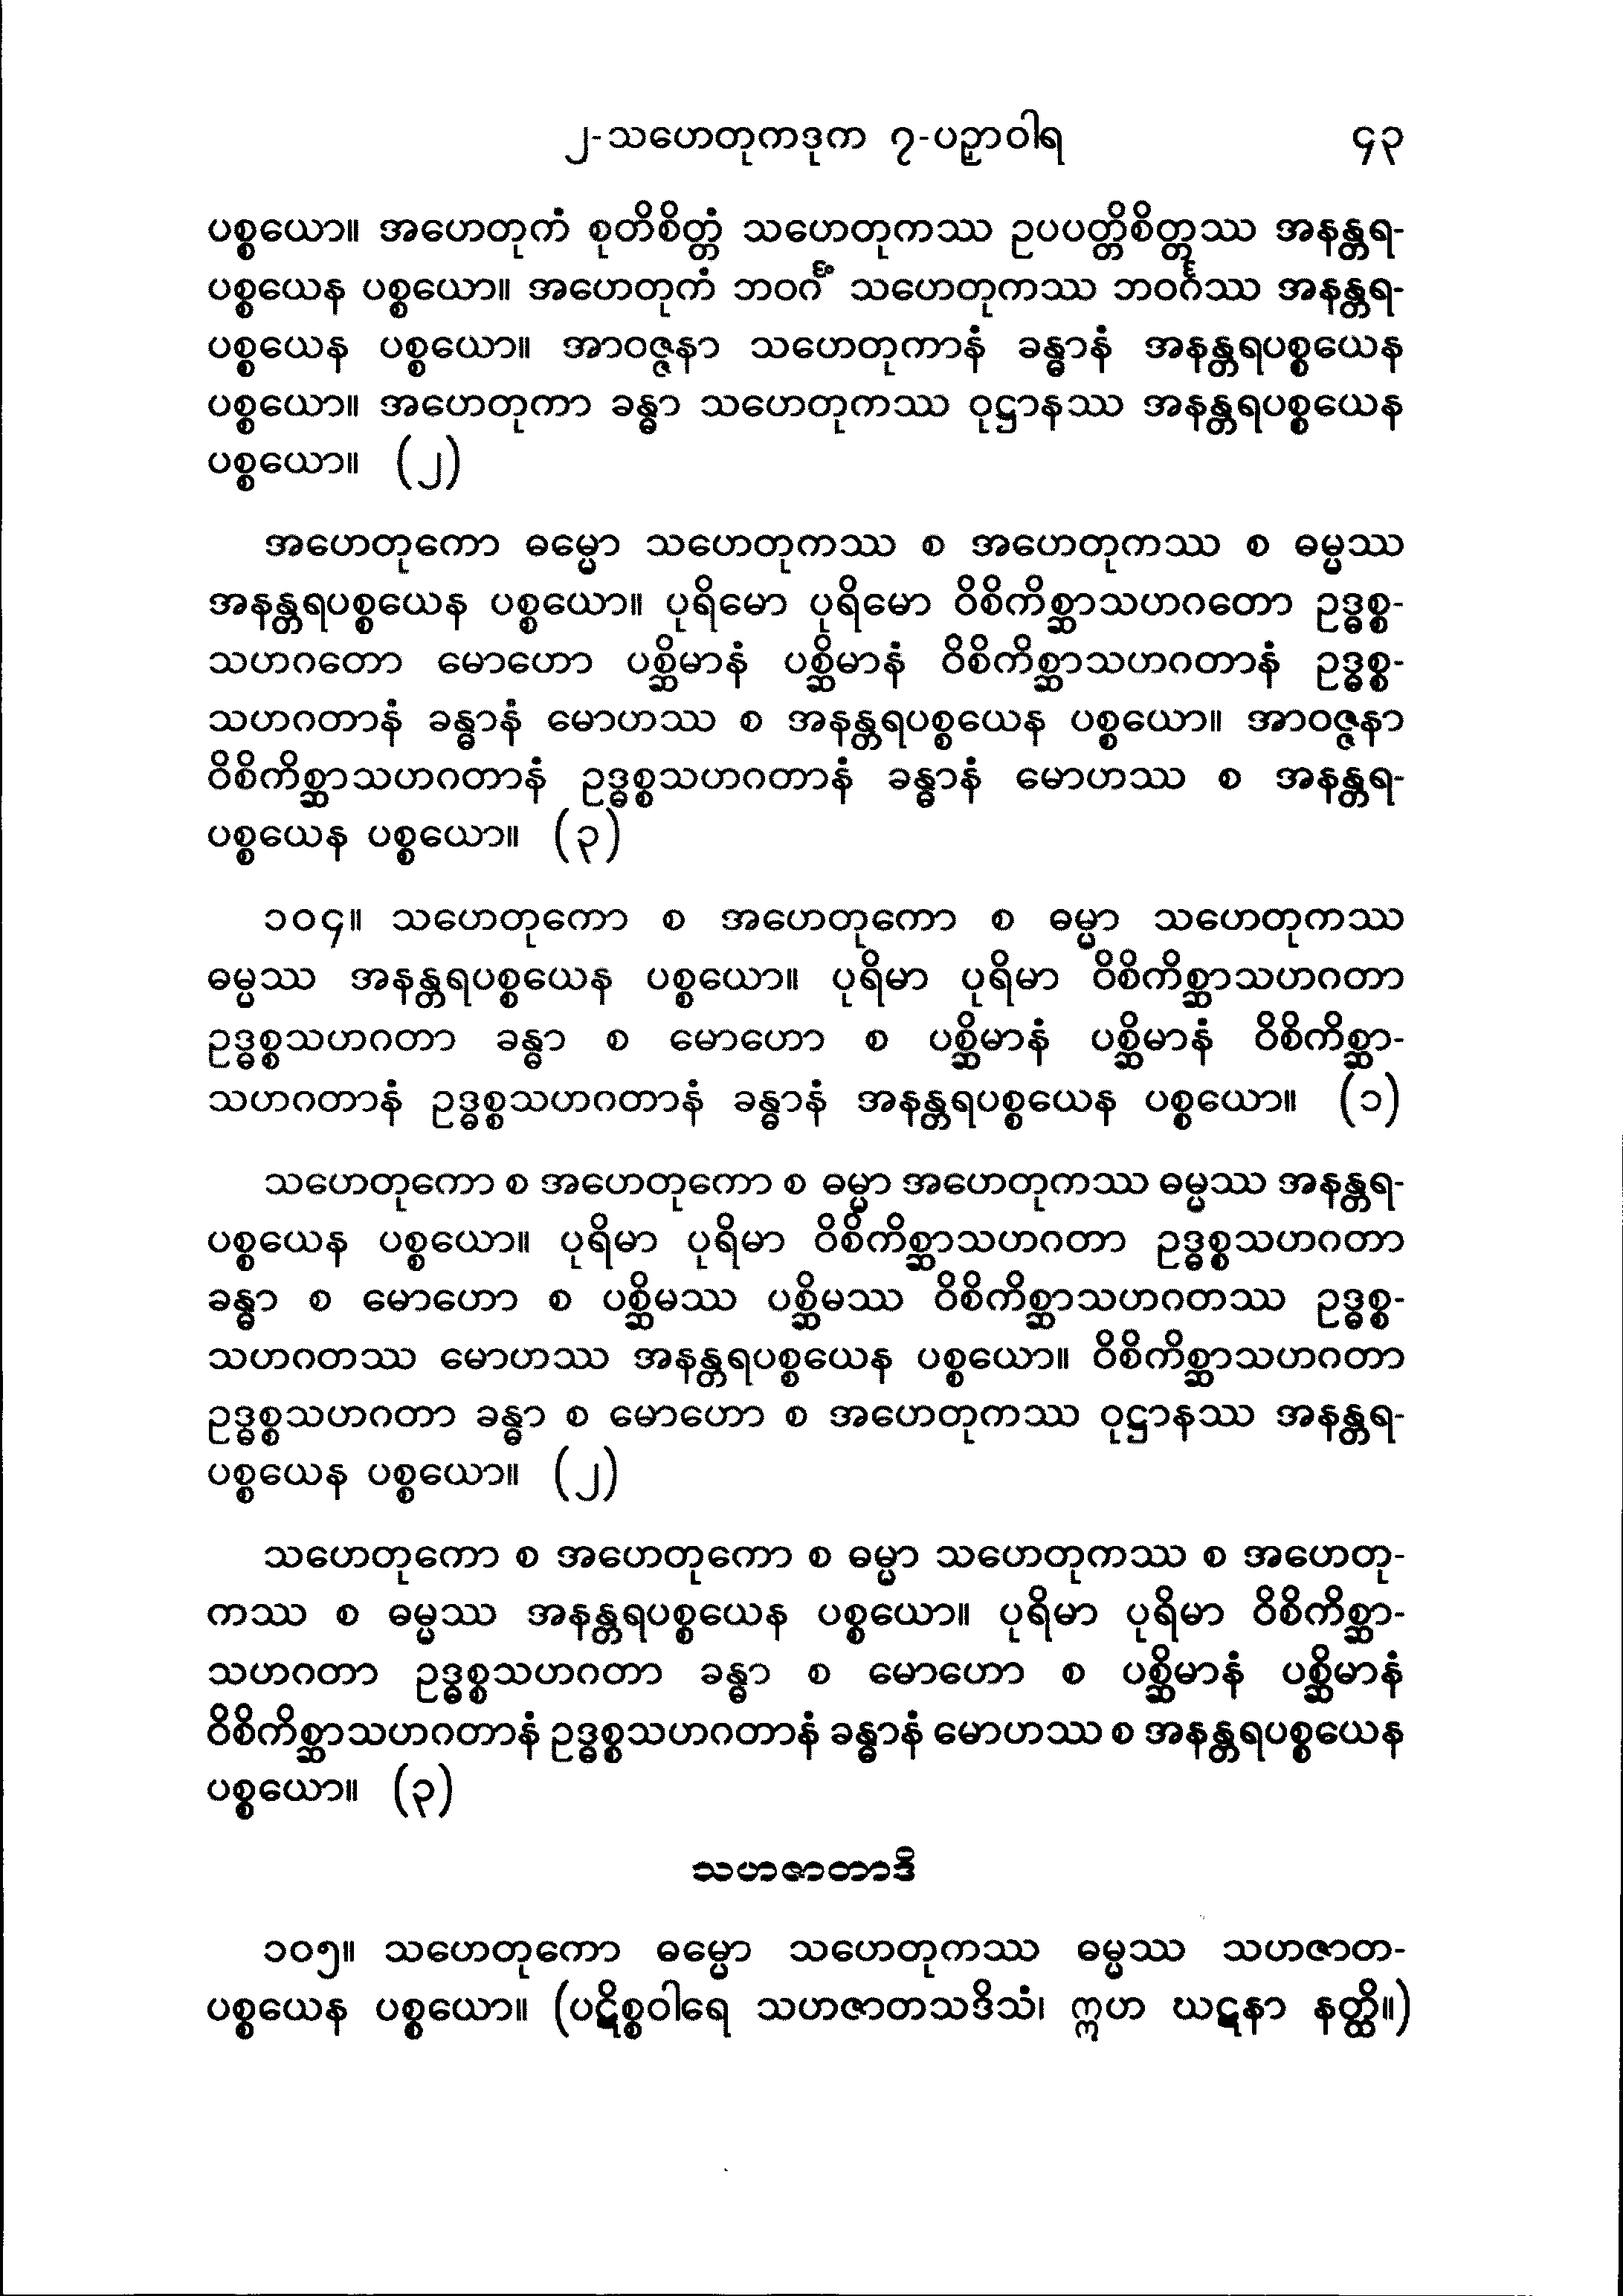 ၂-သဟေတုကဒုက ၇-ပဉှာဝါရ ၄၃
ပစ္စယော။ အဟေတုကံ စုတိစိတ္တံ သဟေတုကဿ ဥပပတ္တိစိတ္တဿ အနန္တရ-
ပစ္စယေန ပစ္စယော။ အဟေတုကံ ဘဝင်္ဂံ သဟေတုကဿ ဘဝင်္ဂဿ အနန္တရ-
ပစ္စယေန ပစ္စယော။ အာဝဇ္ဇနာ သဟေတုကာနံ ခန္ဓာနံ အနန္တရပစ္စယေန
ပစ္စယော။ အဟေတုကာ ခန္ဓာ သဟေတုကဿ ဝုဋ္ဌာနဿ အနန္တရပစ္စယေန
ပစ္စယော။ (၂)
အဟေတုကော ဓမ္မော သဟေတုကဿ စ အဟေတုကဿ စ ဓမ္မဿ
အနန္တရပစ္စယေန ပစ္စယော။ ပုရိမော ပုရိမော ဝိစိကိစ္ဆာသဟဂတော ဥဒ္ဓစ္စ-
သဟဂတော မောဟော ပစ္ဆိမာနံ ပစ္ဆိမာနံ ဝိစိကိစ္ဆာသဟဂတာနံ ဥဒ္ဓစ္စ-
သဟဂတာနံ ခန္ဓာနံ မောဟဿ စ အနန္တရပစ္စယေန ပစ္စယော။ အာဝဇ္ဇနာ
ဝိစိကိစ္ဆာသဟဂတာနံ ဥဒ္ဓစ္စသဟဂတာနံ ခန္ဓာနံ မောဟဿ စ အနန္တရ-
ပစ္စယေန ပစ္စယော။ (၃)
၁၀၄။ သဟေတုကော စ အဟေတုကော စ ဓမ္မာ သဟေတုကဿ
ဓမ္မဿ အနန္တရပစ္စယေန ပစ္စယော။ ပုရိမာ ပုရိမာ ဝိစိကိစ္ဆာသဟဂတာ
ဥဒ္ဓစ္စသဟဂတာ ခန္ဓာ စ မောဟော စ ပစ္ဆိမာနံ ပစ္ဆိမာနံ ဝိစိကိစ္ဆာ-
သဟဂတာနံ ဥဒ္ဓစ္စသဟဂတာနံ ခန္ဓာနံ အနန္တရပစ္စယေန ပစ္စယော။ (၁)
သဟေတုကော စ အဟေတုကော စ ဓမ္မာ အဟေတုကဿ ဓမ္မဿ အနန္တရ-
ပစ္စယေန ပစ္စယော။ ပုရိမာ ပုရိမာ ဝိစိကိစ္ဆာသဟဂတာ ဥဒ္ဓစ္စသဟဂတာ
ခန္ဓာ စ မောဟော စ ပစ္ဆိမဿ ပစ္ဆိမဿ ဝိစိကိစ္ဆာသဟဂတဿ ဥဒ္ဓစ္စ-
သဟဂတဿ မောဟဿ အနန္တရပစ္စယေန ပစ္စယော။ ဝိစိကိစ္ဆာသဟဂတာ
ဥဒ္ဓစ္စသဟဂတာ ခန္ဓာ စ မောဟော စ အဟေတုကဿ ဝုဋ္ဌာနဿ အနန္တရ-
ပစ္စယေန ပစ္စယော။ (၂)
သဟေတုကော စ အဟေတုကော စ ဓမ္မာ သဟေတုကဿ စ အဟေတု-
ကဿ စ ဓမ္မဿ အနန္တရပစ္စယေန ပစ္စယော။ ပုရိမာ ပုရိမာ ဝိစိကိစ္ဆာ-
သဟဂတာ ဥဒ္ဓစ္စသဟဂတာ ခန္ဓာ စ မောဟော စ ပစ္ဆိမာနံ ပစ္ဆိမာနံ
ဝိစိကိစ္ဆာသဟဂတာနံ ဥဒ္ဓစ္စသဟဂတာနံ ခန္ဓာနံ မောဟဿ စ အနန္တရပစ္စယေန
ပစ္စယော။ (၃)
သဟဇာတာဒိ
၁၀၅။ သဟေတုကော ဓမ္မော သဟေတုကဿ ဓမ္မဿ သဟဇာတ-
ပစ္စယေန ပစ္စယော။ (ပဋိစ္စဝါရေ သဟဇာတသဒိသံ၊ ဣဟ ဃဋနာ နတ္ထိ။)